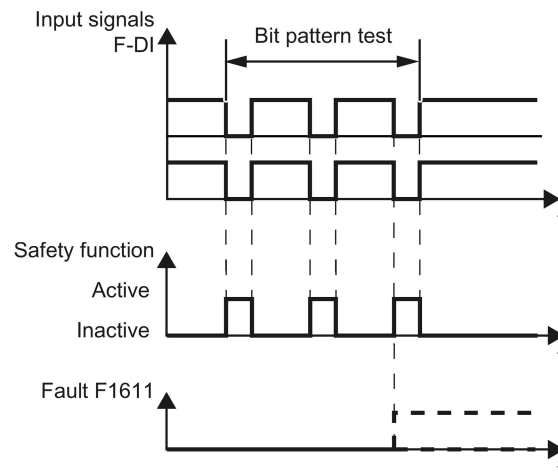 Input signals
F-DI
Bit pattern test
Safety function
Active
Inactive
Fault F1611